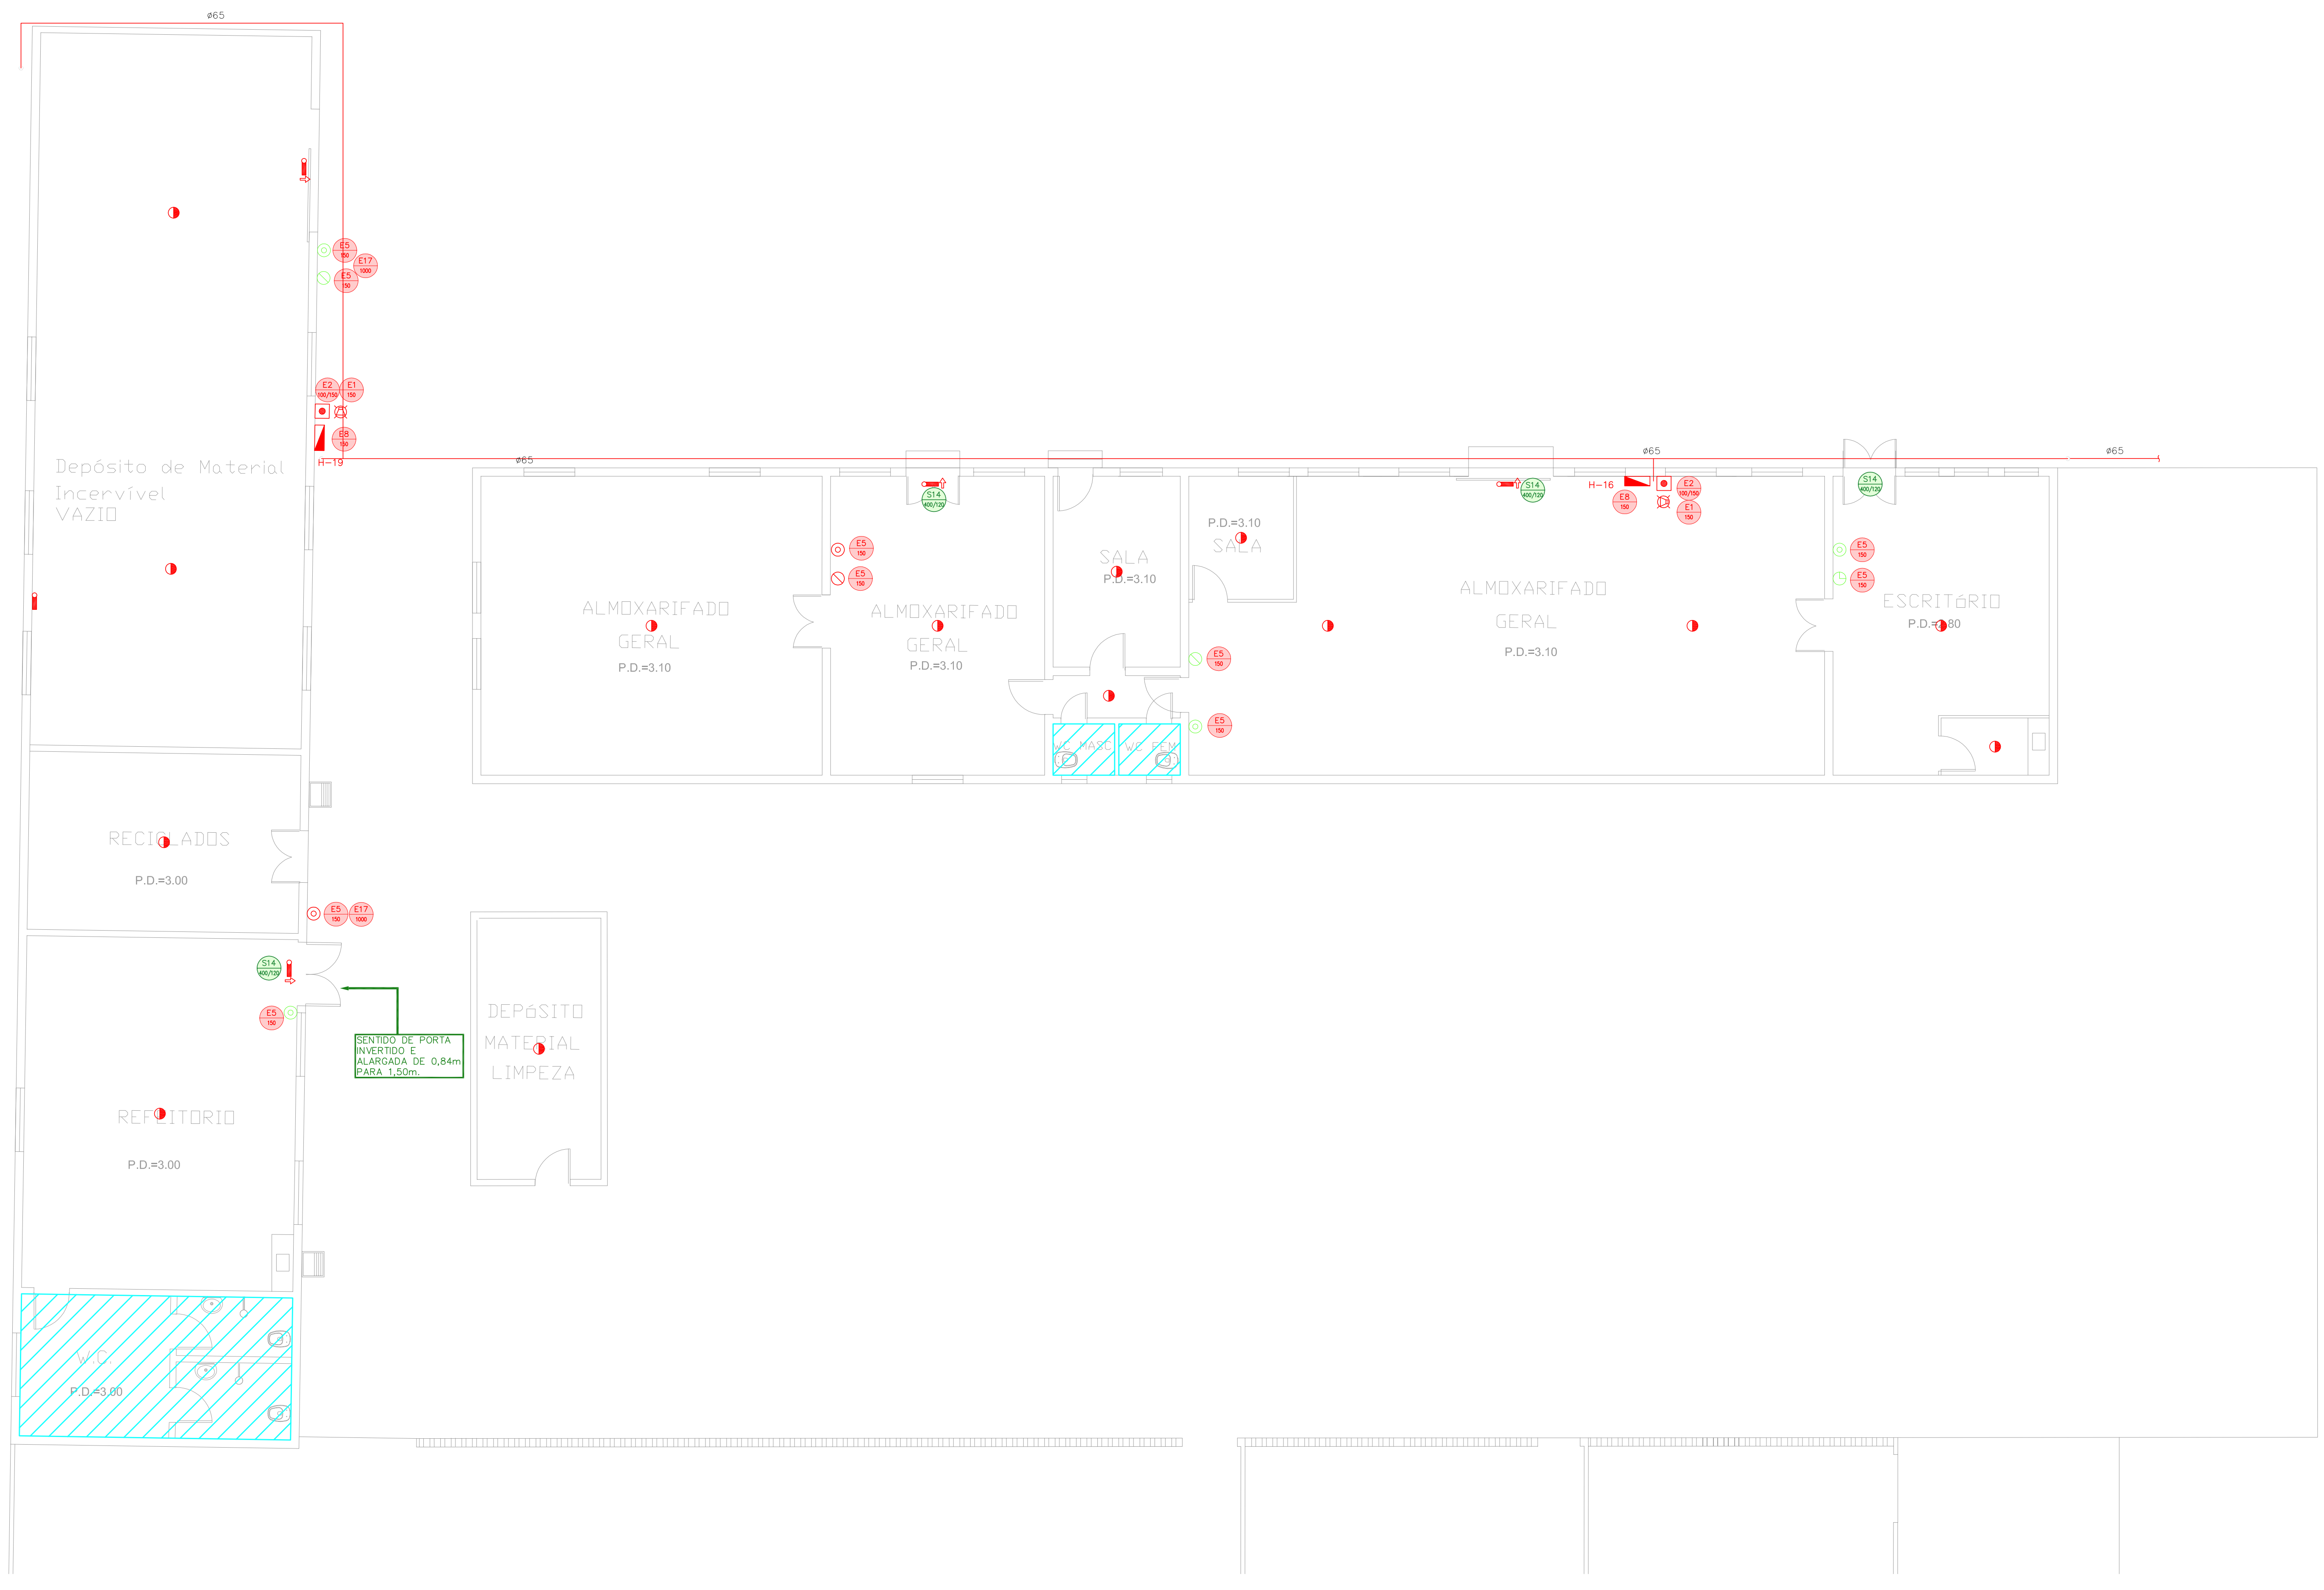 ø65
E5
150
E17
1000
E5
150
E2
100/150
E1
150
E8
150
H-19
Depósito de Material
Incervível
VAZIO
ø65
ø65
ø65
S14
400/120
S14
400/120
H-16
E8
150
E2
100/150
E1
150
S14
400/120
E5
150
E5
150
P.D.=3.10
SALA
SALA
P.D.=3.10
E5
150
E5
150
ALMOXARIFADO
GERAL
P.D.=3.10
ALMOXARIFADO
GERAL
P.D.=3.10
ALMOXARIFADO
GERAL
P.D.=3.10
ESCRITóRIO
E5
150
E5
150
WC MASC
WC FEM
RECICLADOS
P.D.=3.00
E5
150
E17
1000
S14
400/120
E5
150
SENTIDO DE PORTA
INVERTIDO E
ALARGADA DE 0,84m
PARA 1,50m.
DEPóSITO
MATERIAL
LIMPEZA
REFEITORIO
P.D.=3.00
W.C.
P.D.=3.00